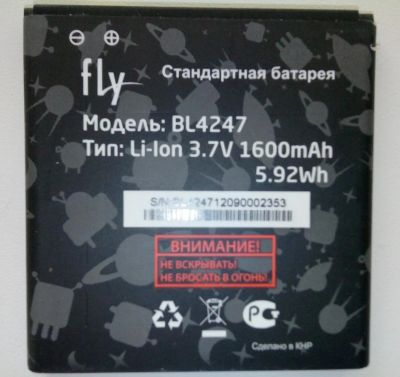 fly Стандартная батарея
Модель: BL4247
Тип: Li-Ion 3.7V 1600mAh
5.92Wh
S/N:BL424712090002353
ВНИМАНИЕ!
НЕ ВСКРЫВАТЬ!
НЕ БРОСАТЬ В ОГОНЬ!
Сделано в КНР